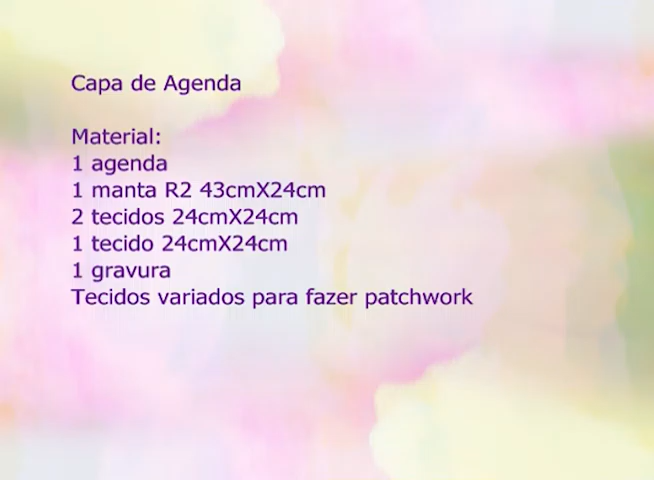 Capa de Agenda
Material:
1 agenda
1 manta R2 43cmX24cm
2 tecidos 24cmX24cm
1 tecido 24cmX24cm
1 gravura
Tecidos variados para fazer patchwork